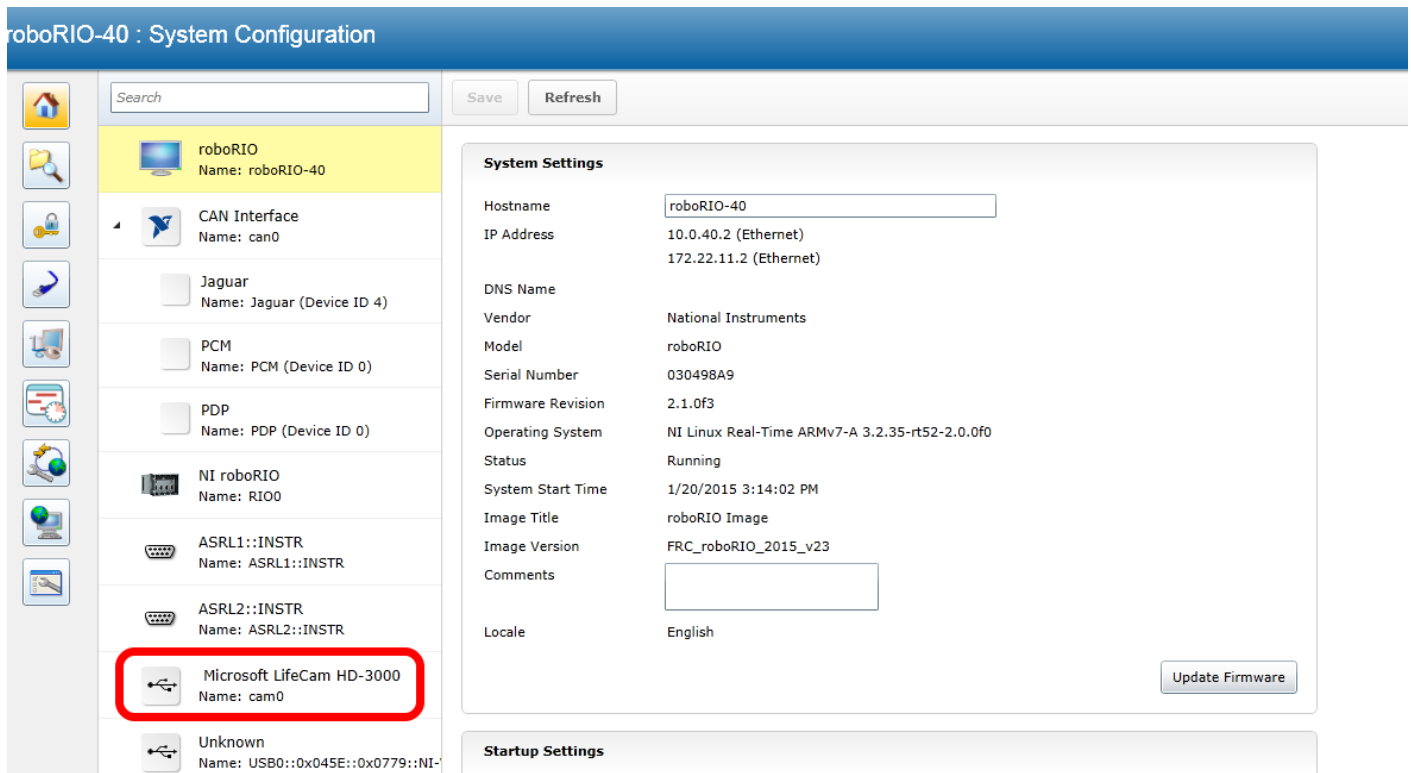 roboRIO-40 : System Configuration
Search
Save
Refresh
roboRIO
Name: roboRIO-40
CAN Interface
Name: can0
Jaguar
Name: Jaguar (Device ID 4)
PCM
Name: PCM (Device ID 0)
PDP
Name: PDP (Device ID 0)
NI roboRIO
Name: RIO0
ASRL1::INSTR
Name: ASRL1::INSTR
ASRL2::INSTR
Name: ASRL2::INSTR
Microsoft LifeCam HD-3000
Name: cam0
Unknown
Name: USB0::0x045E::0x0779::NI-
System Settings
Hostname
roboRIO-40
IP Address
10.0.40.2 (Ethernet)
172.22.11.2 (Ethernet)
DNS Name
Vendor
National Instruments
Model
roboRIO
Serial Number
030498A9
Firmware Revision
2.1.0f3
Operating System
NI Linux Real-Time ARMv7-A 3.2.35-rt52-2.0.0f0
Status
Running
System Start Time
1/20/2015 3:14:02 PM
Image Title
roboRIO Image
Image Version
FRC_roboRIO_2015_v23
Comments
Locale
English
Update Firmware
Startup Settings